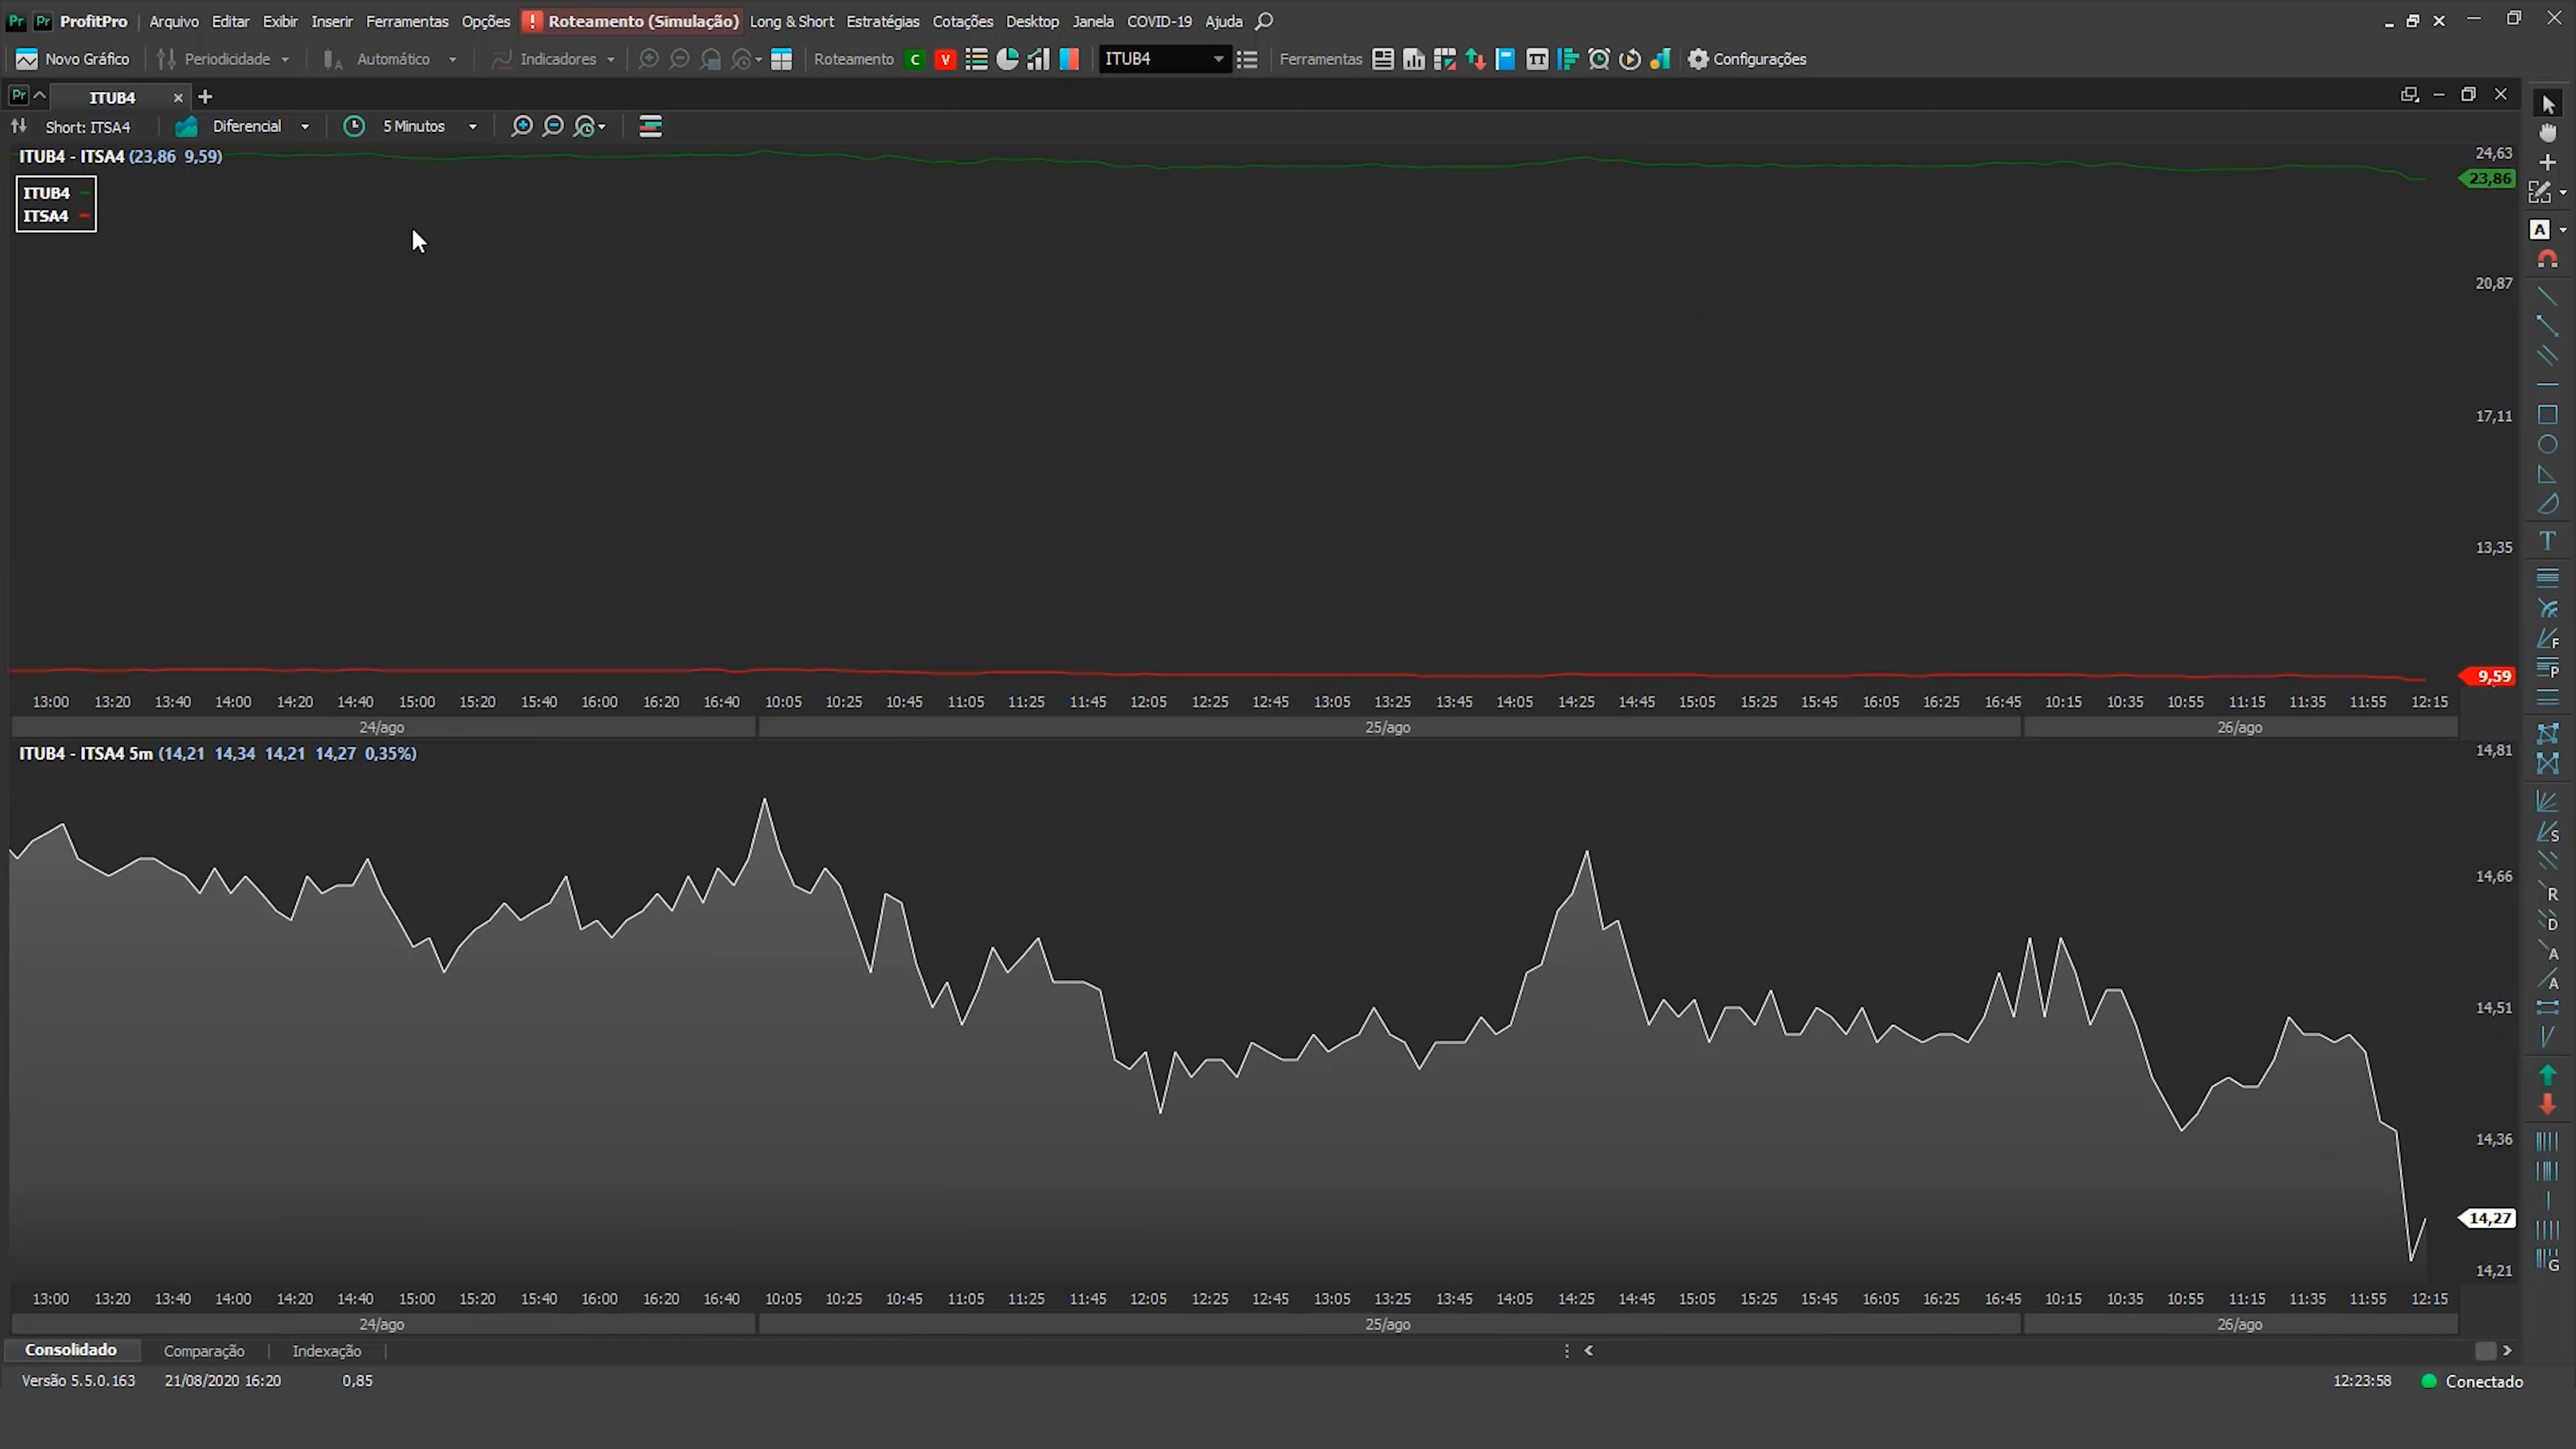 Pr Pr ProfitPro Arquivo Editar Exibir Inserir Ferramentas Opções ! Roteamento (Simulação) Long & Short Estratégias Cotações Desktop Janela COVID-19 Ajuda
Novo Gráfico Periodicidade Automático Indicadores Roteamento C V ITUB4 Ferramentas TT Configurações
Pr ITUB4
Short: ITSA4 Diferencial 5 Minutos
ITUB4 - ITSA4 (23,86 9,59)
ITUB4
ITSA4
24,63
23,86
20,87
17,11
13,35
9,59
13:00 13:20 13:40 14:00 14:20 14:40 15:00 15:20 15:40 16:00 16:20 16:40 10:05 10:25 10:45 11:05 11:25 11:45 12:05 12:25 12:45 13:05 13:25 13:45 14:05 14:25 14:45 15:05 15:25 15:45 16:05 16:25 16:45 10:15 10:35 10:55 11:15 11:35 11:55 12:15
24/ago 25/ago 26/ago
ITUB4 - ITSA4 5m (14,21 14,34 14,21 14,27 0,35%)
14,81
14,66
14,51
14,36
14,27
14,21
13:00 13:20 13:40 14:00 14:20 14:40 15:00 15:20 15:40 16:00 16:20 16:40 10:05 10:25 10:45 11:05 11:25 11:45 12:05 12:25 12:45 13:05 13:25 13:45 14:05 14:25 14:45 15:05 15:25 15:45 16:05 16:25 16:45 10:15 10:35 10:55 11:15 11:35 11:55 12:15
24/ago 25/ago 26/ago
Consolidado Comparação Indexação
Versão 5.5.0.163 21/08/2020 16:20 0,85 12:23:58 Conectado
A
T
F
P
S
R
D
A
A
G